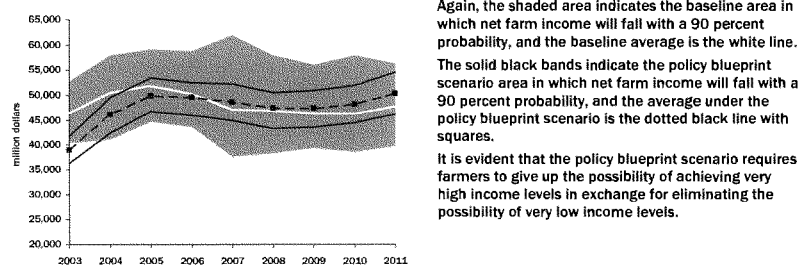 65,000
60,000
55,000
50,000
45,000
40,000
35,000
30,000
25,000
20,000
million dollars
2003 2004 2005 2006 2007 2008 2009 2010 2011
Again, the shaded area indicates the baseline area in
which net farm income will fall with a 90 percent
probability, and the baseline average is the white line.
The solid black bands indicate the policy blueprint
scenario area in which net farm income will fall with a
90 percent probability, and the average under the
policy blueprint scenario is the dotted black line with
squares.
It is evident that the policy blueprint scenario requires
farmers to give up the possibility of achieving very
high income levels in exchange for eliminating the
possibility of very low income levels.